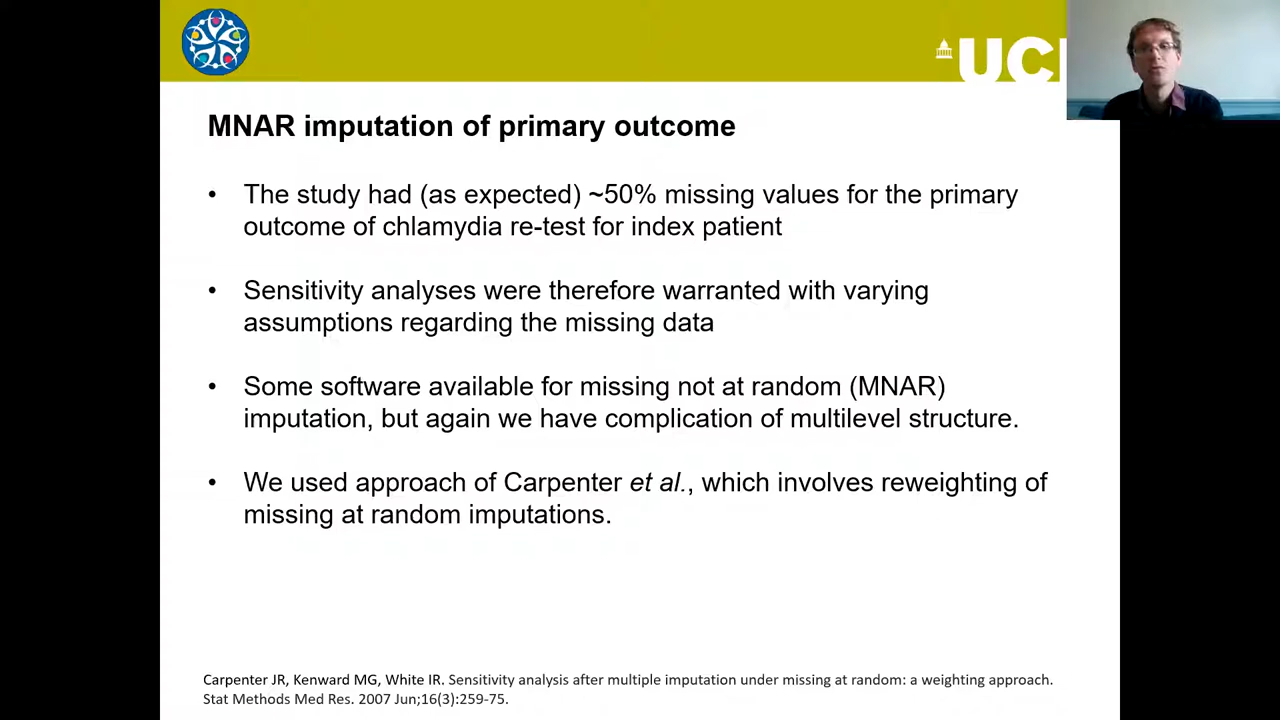 UCL
MNAR imputation of primary outcome
• The study had (as expected) ~50% missing values for the primary
outcome of chlamydia re-test for index patient
• Sensitivity analyses were therefore warranted with varying
assumptions regarding the missing data
• Some software available for missing not at random (MNAR)
imputation, but again we have complication of multilevel structure.
• We used approach of Carpenter et al., which involves reweighting of
missing at random imputations.
Carpenter JR, Kenward MG, White IR. Sensitivity analysis after multiple imputation under missing at random: a weighting approach.
Stat Methods Med Res. 2007 Jun;16(3):259-75.